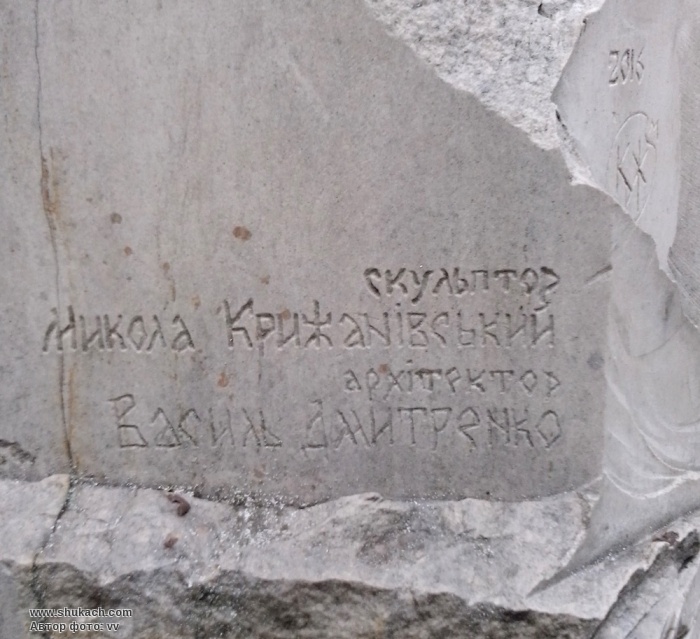 2016
скульптор
Микола Крижанівський
архітектор
Василь Дмитренко
www.shukach.com
Автор фото: vv